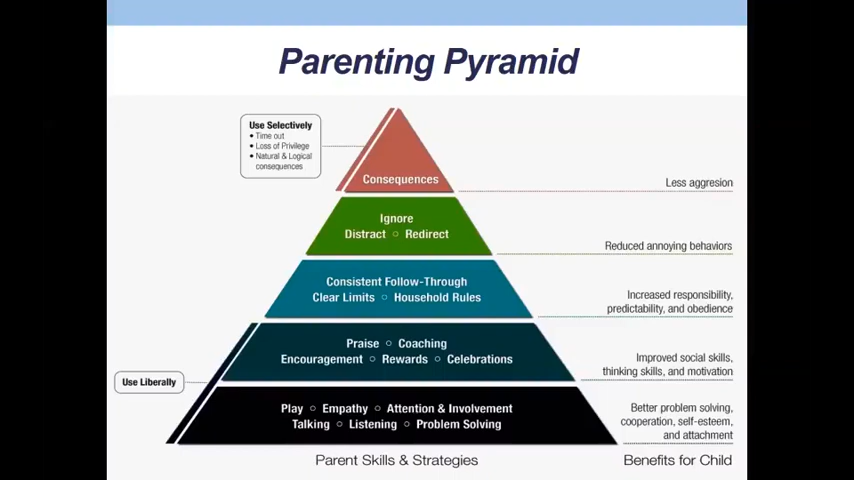 Parenting Pyramid
Use Selectively
• Time out
• Loss of Privilege
• Natural & Logical
consequences
Consequences
Less aggresion
Ignore
Distract ○ Redirect
Reduced annoying behaviors
Consistent Follow-Through
Clear Limits ○ Household Rules
Increased responsibility,
predictability, and obedience
Praise ○ Coaching
Encouragement ○ Rewards ○ Celebrations
Improved social skills,
thinking skills, and motivation
Use Liberally
Play ○ Empathy ○ Attention & Involvement
Talking ○ Listening ○ Problem Solving
Better problem solving,
cooperation, self-esteem,
and attachment
Parent Skills & Strategies
Benefits for Child